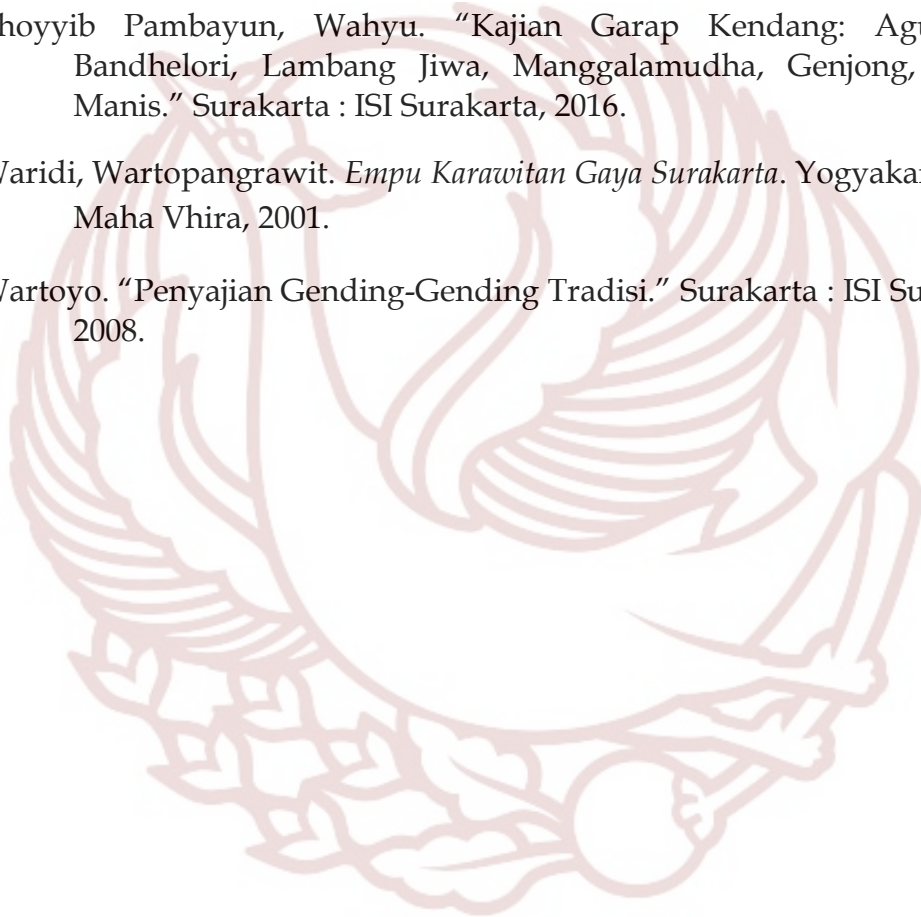 hoyyib Pambayun, Wahyu. “Kajian Garap Kendang: Agu
Bandhelori, Lambang Jiwa, Manggalamudha, Genjong,
Manis.” Surakarta : ISI Surakarta, 2016.
Waridi, Wartopangrawit. Empu Karawitan Gaya Surakarta. Yogyakar
Maha Vhira, 2001.
Wartoyo. “Penyajian Gending-Gending Tradisi.” Surakarta : ISI Su
2008.